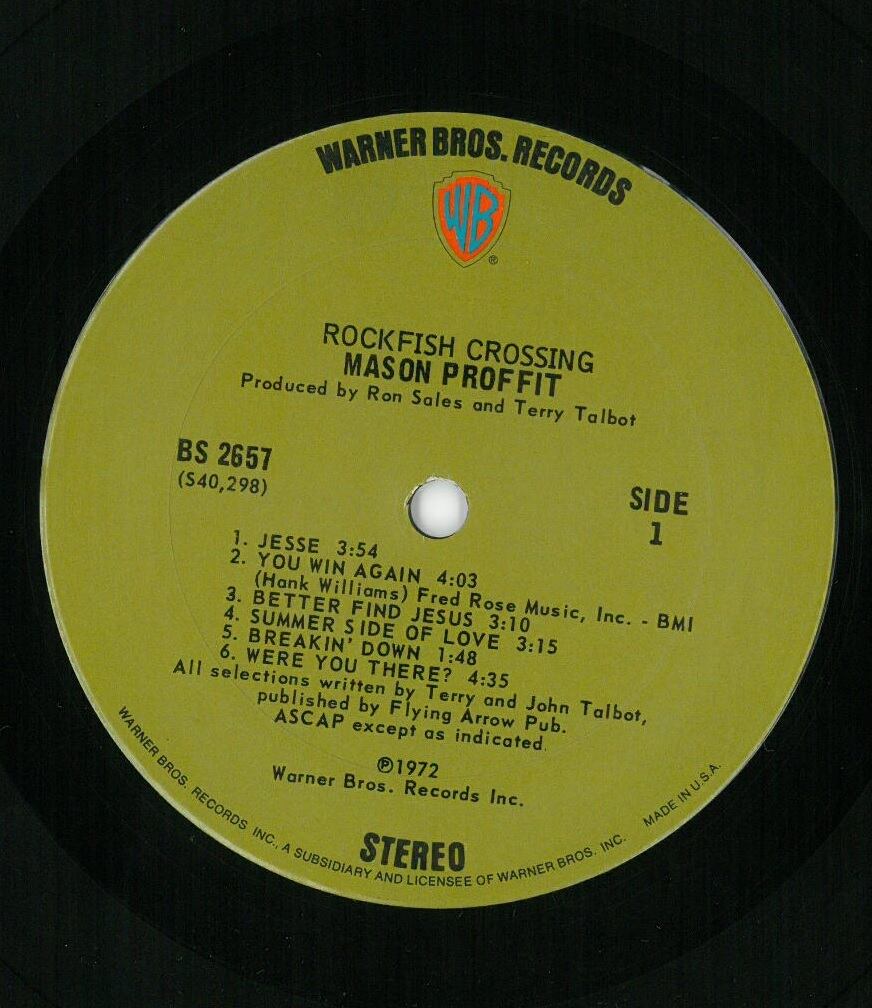 WARNER BROS. RECORDS
WB
®
ROCKFISH CROSSING
MASON PROFFIT
Produced by Ron Sales and Terry Talbot
BS 2657
(S40,298)
SIDE
1
1. JESSE 3:54
2. YOU WIN AGAIN 4:03
(Hank Williams) Fred Rose Music, Inc. - BMI
3. BETTER FIND JESUS 3:10
4. SUMMER SIDE OF LOVE 3:15
5. BREAKIN' DOWN 1:48
6. WERE YOU THERE? 4:35
All selections written by Terry and John Talbot,
published by Flying Arrow Pub.
ASCAP except as indicated.
℗1972
Warner Bros. Records Inc.
STEREO
WARNER BROS. RECORDS INC., A SUBSIDIARY AND LICENSEE OF WARNER BROS. INC. MADE IN U.S.A.